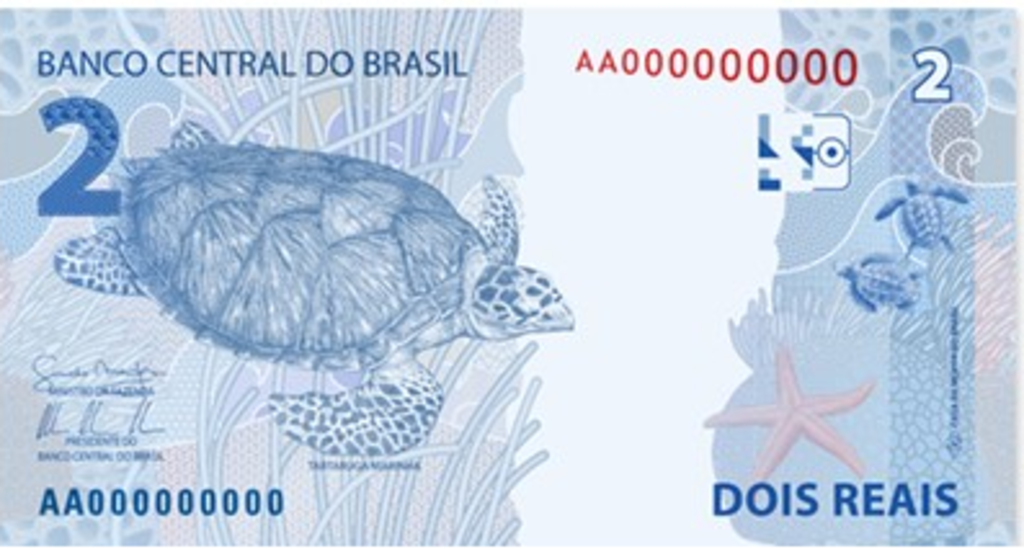 BANCO CENTRAL DO BRASIL
AA000000000
2
2
MINISTRO DA FAZENDA
PRESIDENTE DO
BANCO CENTRAL DO BRASIL
TARTARUGA MARINHA
AA000000000
DOIS REAIS